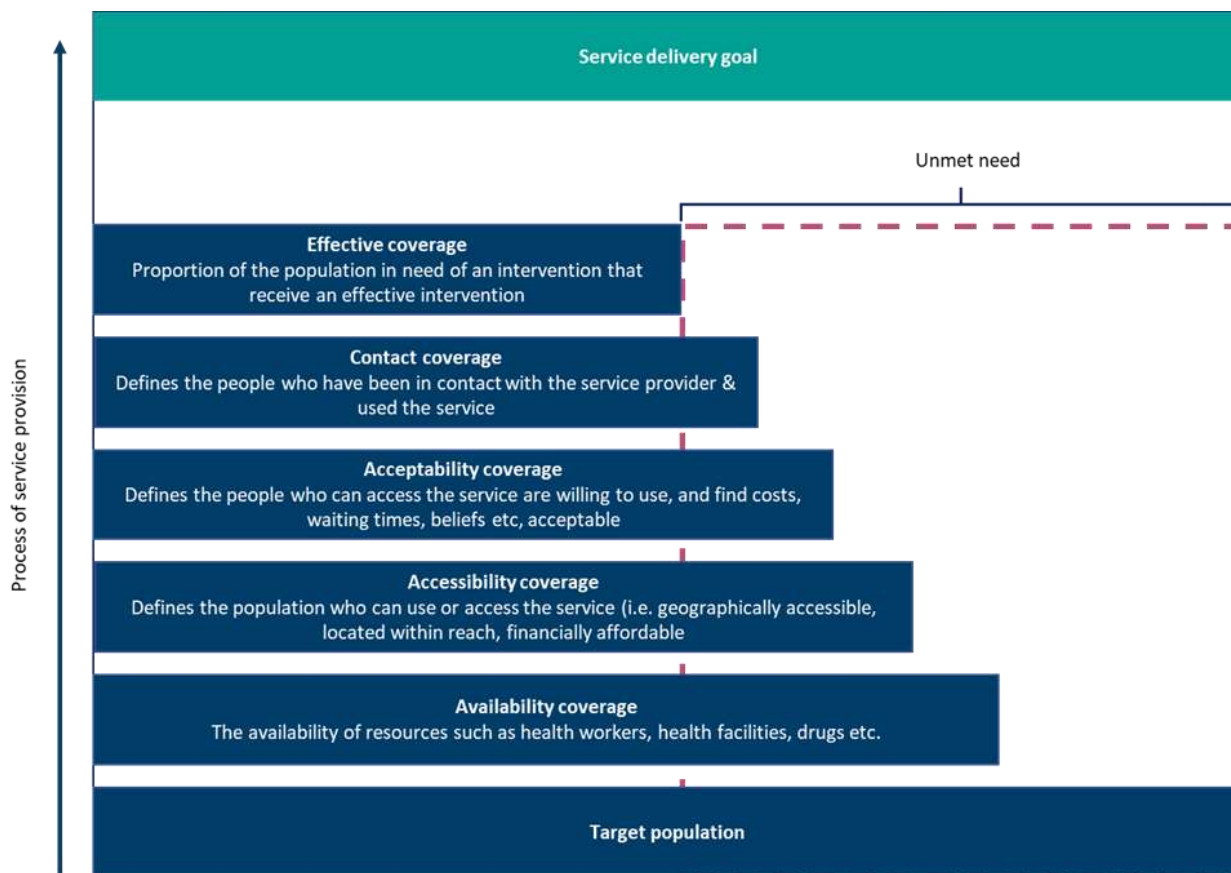 Service delivery goal
Unmet need
Effective coverage
Proportion of the population in need of an intervention that
receive an effective intervention
Contact coverage
Defines the people who have been in contact with the service provider &
used the service
Acceptability coverage
Defines the people who can access the service are willing to use, and find costs,
waiting times, beliefs etc, acceptable
Accessibility coverage
Defines the population who can use or access the service (i.e. geographically accessible,
located within reach, financially affordable
Availability coverage
The availability of resources such as health workers, health facilities, drugs etc.
Target population
Process of service provision